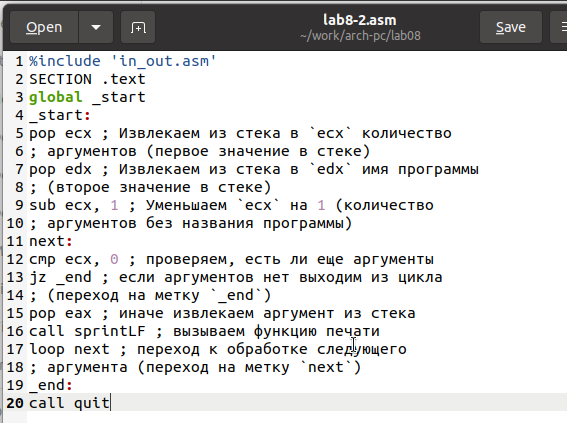 Open
lab8-2.asm
~/work/arch-pc/lab08
Save
1 %include 'in_out.asm'
2 SECTION .text
3 global _start
4 _start:
5 pop ecx ; Извлекаем из стека в `ecx` количество
6 ; аргументов (первое значение в стеке)
7 pop edx ; Извлекаем из стека в `edx` имя программы
8 ; (второе значение в стеке)
9 sub ecx, 1 ; Уменьшаем `ecx` на 1 (количество
10 ; аргументов без названия программы)
11 next:
12 cmp ecx, 0 ; проверяем, есть ли еще аргументы
13 jz _end ; если аргументов нет выходим из цикла
14 ; (переход на метку `_end`)
15 pop eax ; иначе извлекаем аргумент из стека
16 call sprintLF ; вызываем функцию печати
17 loop next ; переход к обработке следующего
18 ; аргумента (переход на метку `next`)
19 _end:
20 call quit